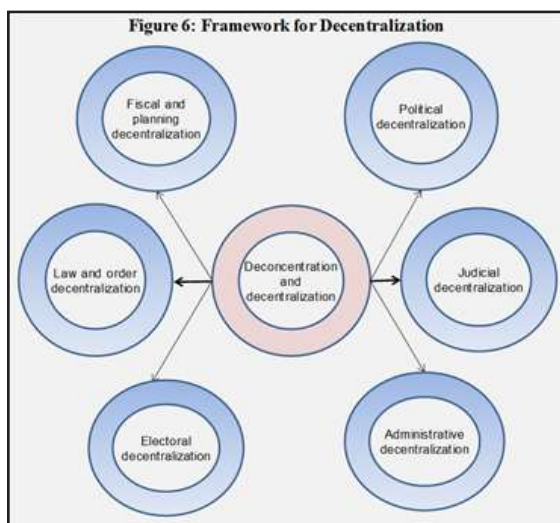 Figure 6: Framework for Decentralization
Fiscal and
planning
decentralization
Political
decentralization
Law and order
decentralization
Deconcentration
and
decentralization
Judicial
decentralization
Electoral
decentralization
Administrative
decentralization